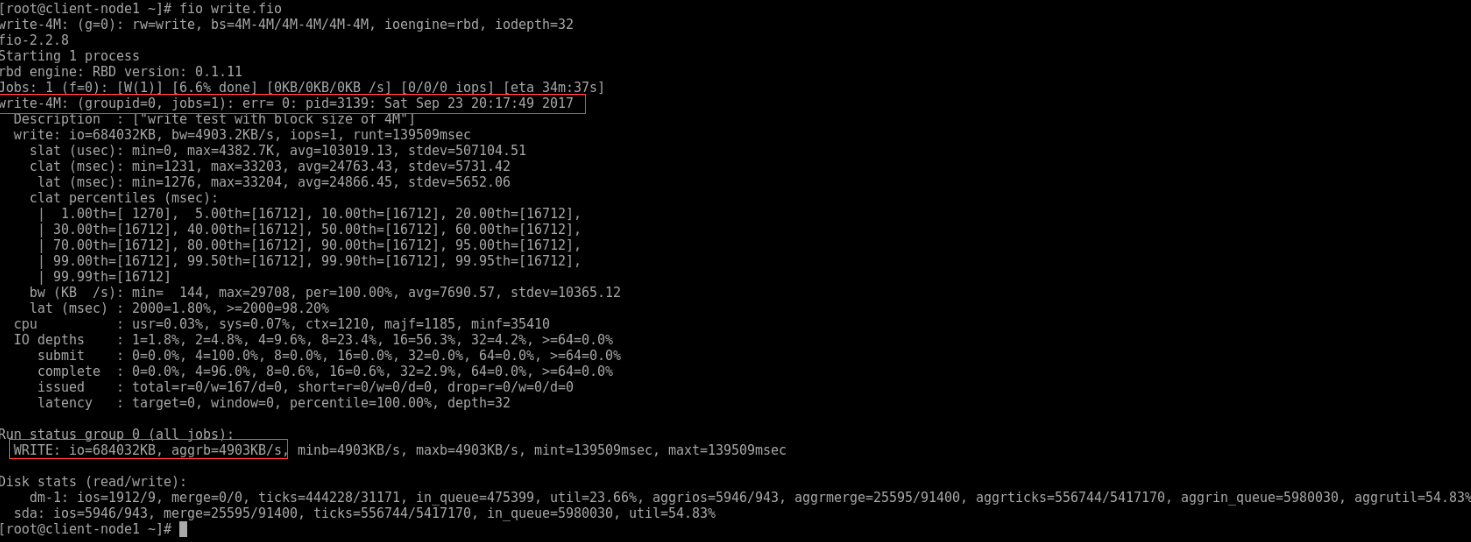 [root@client-node1 ~]# fio write.fio
write-4M: (g=0): rw=write, bs=4M-4M/4M-4M/4M-4M, ioengine=rbd, iodepth=32
fio-2.2.8
Starting 1 process
rbd engine: RBD version: 0.1.11
Jobs: 1 (f=0): [W(1)] [6.6% done] [0KB/0KB/0KB /s] [0/0/0 iops] [eta 34m:37s]
write-4M: (groupid=0, jobs=1): err= 0: pid=3139: Sat Sep 23 20:17:49 2017
  Description  : ["write test with block size of 4M"]
  write: io=684032KB, bw=4903.2KB/s, iops=1, runt=139509msec
    slat (usec): min=0, max=4382.7K, avg=103019.13, stdev=507104.51
    clat (msec): min=1231, max=33203, avg=24763.43, stdev=5731.42
     lat (msec): min=1276, max=33204, avg=24866.45, stdev=5652.06
    clat percentiles (msec):
     |  1.00th=[ 1270],  5.00th=[16712], 10.00th=[16712], 20.00th=[16712],
     | 30.00th=[16712], 40.00th=[16712], 50.00th=[16712], 60.00th=[16712],
     | 70.00th=[16712], 80.00th=[16712], 90.00th=[16712], 95.00th=[16712],
     | 99.00th=[16712], 99.50th=[16712], 99.90th=[16712], 99.95th=[16712],
     | 99.99th=[16712]
    bw (KB  /s): min=  144, max=29708, per=100.00%, avg=7690.57, stdev=10365.12
    lat (msec) : 2000=1.80%, >=2000=98.20%
  cpu          : usr=0.03%, sys=0.07%, ctx=1210, majf=1185, minf=35410
  IO depths    : 1=1.8%, 2=4.8%, 4=9.6%, 8=23.4%, 16=56.3%, 32=4.2%, >=64=0.0%
     submit    : 0=0.0%, 4=100.0%, 8=0.0%, 16=0.0%, 32=0.0%, 64=0.0%, >=64=0.0%
     complete  : 0=0.0%, 4=96.0%, 8=0.6%, 16=0.6%, 32=2.9%, 64=0.0%, >=64=0.0%
     issued    : total=r=0/w=167/d=0, short=r=0/w=0/d=0, drop=r=0/w=0/d=0
     latency   : target=0, window=0, percentile=100.00%, depth=32
Run status group 0 (all jobs):
  WRITE: io=684032KB, aggrb=4903KB/s, minb=4903KB/s, maxb=4903KB/s, mint=139509msec, maxt=139509msec
Disk stats (read/write):
    dm-1: ios=1912/9, merge=0/0, ticks=444228/31171, in_queue=475399, util=23.66%, aggrios=5946/943, aggrmerge=25595/91400, aggrticks=556744/5417170, aggrin_queue=5980030, aggrutil=54.83%
  sda: ios=5946/943, merge=25595/91400, ticks=556744/5417170, in_queue=5980030, util=54.83%
[root@client-node1 ~]#